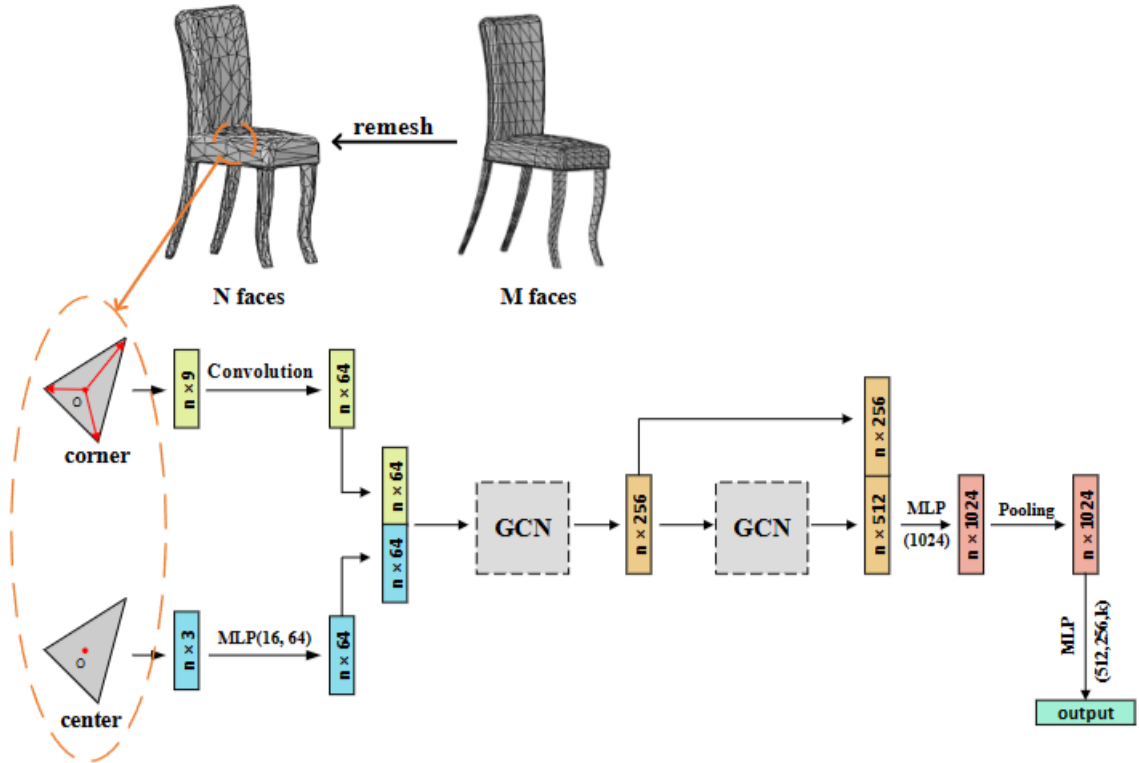 remesh
N faces
M faces
O
corner
n × 9
Convolution
n × 64
n × 64
n × 64
GCN
n × 256
GCN
n × 256
n × 512
MLP
(1024)
n × 1024
Pooling
n × 1024
O
center
n × 3
MLP(16, 64)
n × 64
MLP
(512,256,k)
output